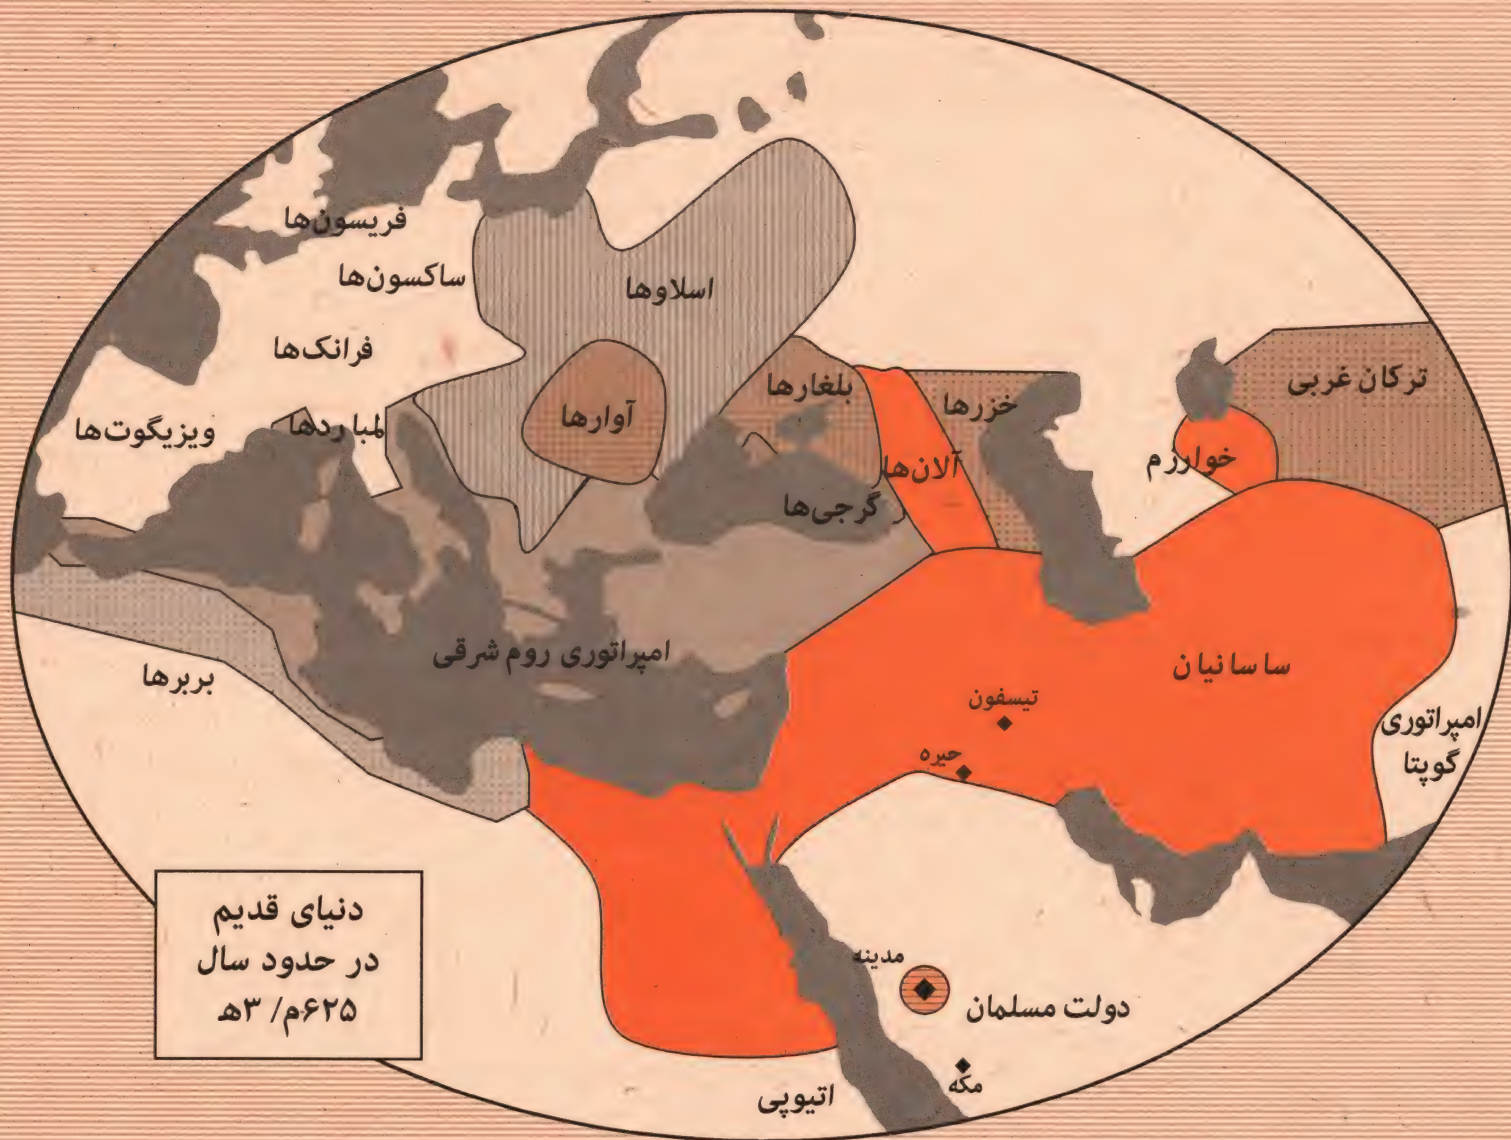 فریسون‌ها
ساکسون‌ها
اسلاوها
فرانک‌ها
ترکان غربی
بلغارها
خزرها
آوارها
لمباردها
ویزیگوت‌ها
خوارزم
آلان‌ها
گرجی‌ها
امپراتوری روم شرقی
ساسانیان
بربرها
تیسفون
امپراتوری
گوپتا
حیره
دنیای قدیم
در حدود سال
۶۲۵م/ ۳ه
مدینه
دولت مسلمان
مکه
اتیوپی